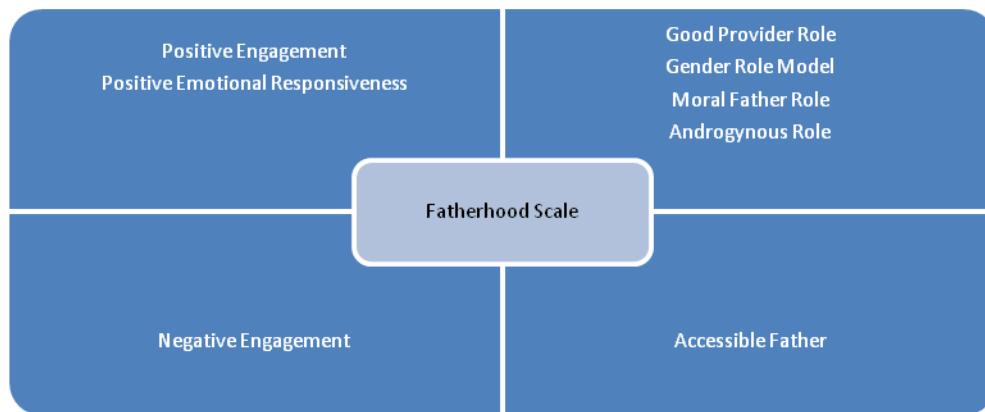 Positive Engagement
Positive Emotional Responsiveness
Good Provider Role
Gender Role Model
Moral Father Role
Androgynous Role
Fatherhood Scale
Negative Engagement
Accessible Father